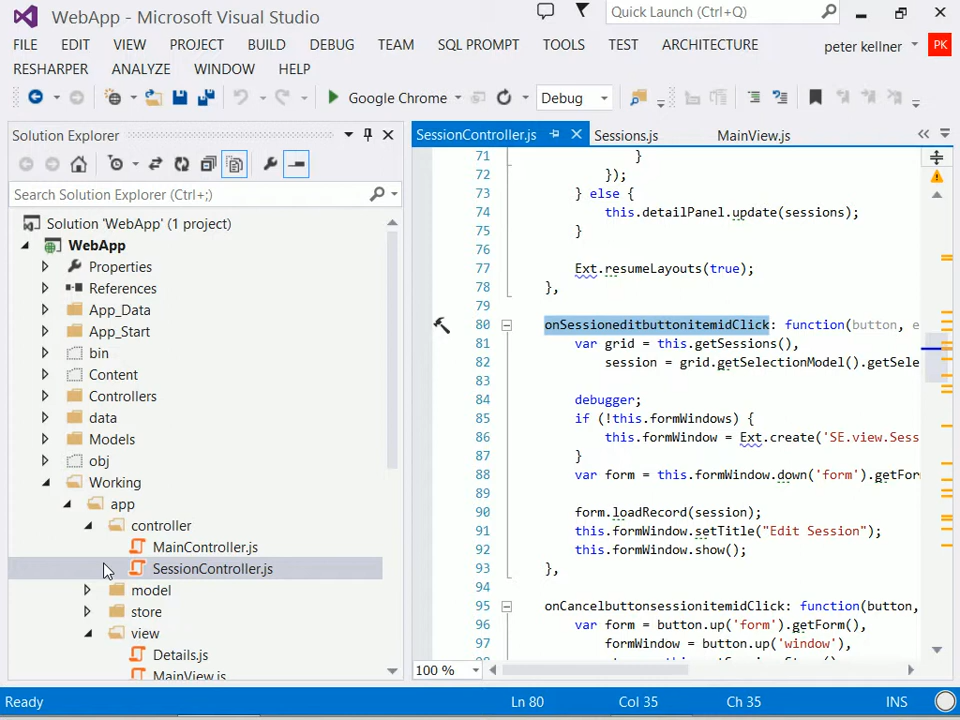 WebApp - Microsoft Visual Studio
Quick Launch (Ctrl+Q)
FILE EDIT VIEW PROJECT BUILD DEBUG TEAM SQL PROMPT TOOLS TEST ARCHITECTURE peter kellner PK
RESHARPER ANALYZE WINDOW HELP
Google Chrome Debug
Solution Explorer
Search Solution Explorer (Ctrl+;)
Solution 'WebApp' (1 project)
WebApp
Properties
References
App_Data
App_Start
bin
Content
Controllers
data
Models
obj
Working
app
controller
MainController.js
SessionController.js
model
store
view
Details.js
MainView.js
SessionController.js Sessions.js MainView.js
71 }
72 });
73 } else {
74 this.detailPanel.update(sessions);
75 }
76
77 Ext.resumeLayouts(true);
78 },
79
80 onSessioneditbuttonitemidClick: function(button, e
81 var grid = this.getSessions(),
82 session = grid.getSelectionModel().getSele
83
84 debugger;
85 if (!this.formWindows) {
86 this.formWindow = Ext.create('SE.view.Sess
87 }
88 var form = this.formWindow.down('form').getForm
89
90 form.loadRecord(session);
91 this.formWindow.setTitle("Edit Session");
92 this.formWindow.show();
93 },
94
95 onCancelbuttonsessionitemidClick: function(button,
96 var form = button.up('form').getForm(),
97 formWindow = button.up('window'),
100 %
Ready Ln 80 Col 35 Ch 35 INS